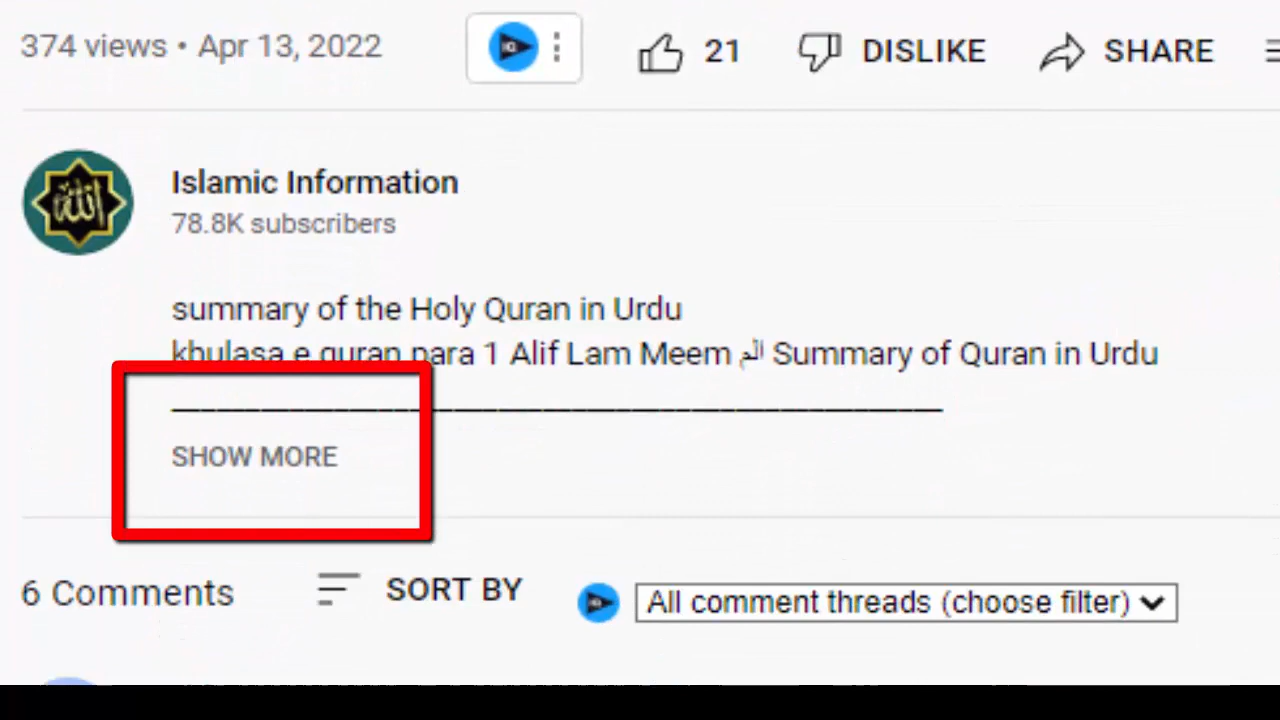 374 views • Apr 13, 2022
21
DISLIKE
SHARE
الله
Islamic Information
78.8K subscribers
summary of the Holy Quran in Urdu
khulasa e quran para 1 Alif Lam Meem الٓم Summary of Quran in Urdu
SHOW MORE
6 Comments
SORT BY
All comment threads (choose filter)